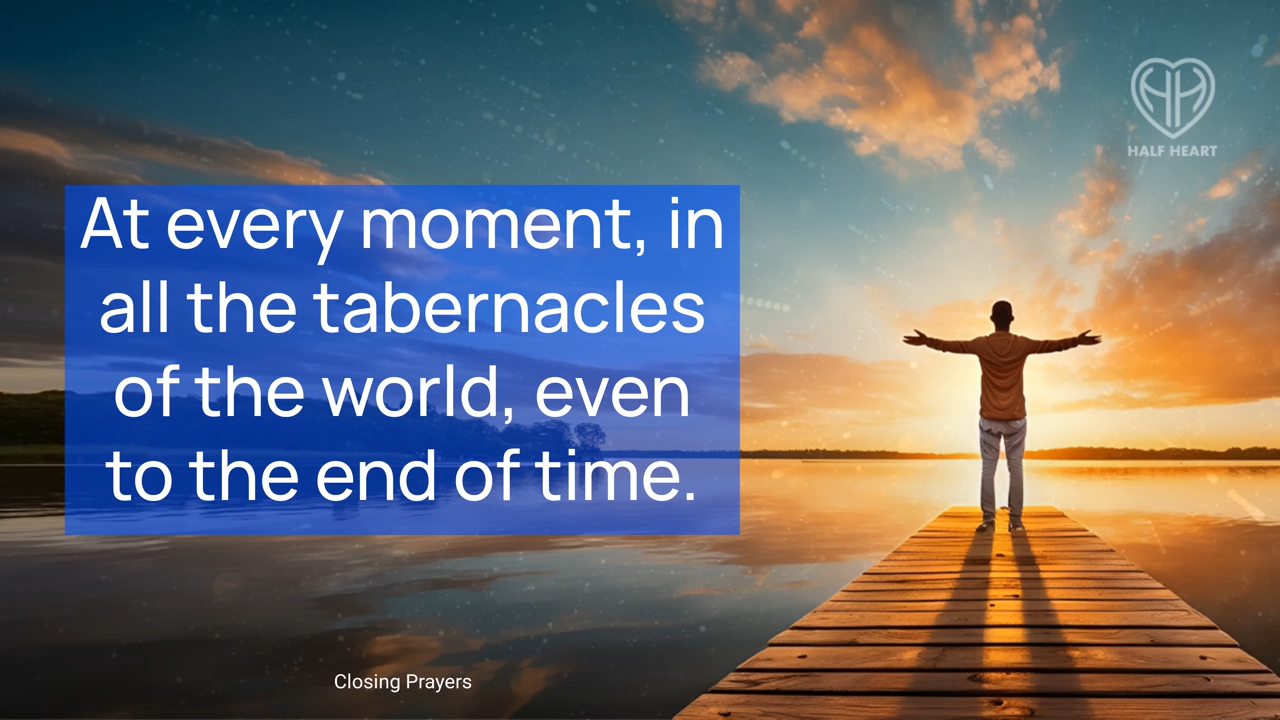 HALF HEART
At every moment, in
all the tabernacles
of the world, even
to the end of time.
Closing Prayers